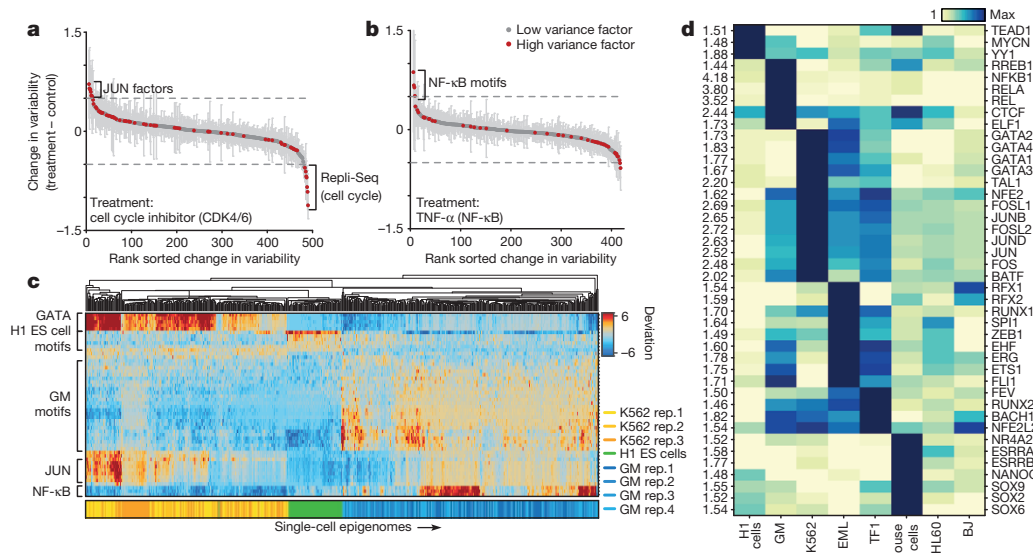 a
1.5
0
−1.5
Change in variability
(treatment – control)
JUN factors
Repli-Seq
(cell cycle)
Treatment:
cell cycle inhibitor (CDK4/6)
0 100 200 300 400 500
Rank sorted change in variability
b
1.5
0
−1.5
Low variance factor
High variance factor
NF-κB motifs
Treatment:
TNF-α (NF-κB)
0 100 200 300 400
Rank sorted change in variability
c
GATA
H1 ES cell
motifs
GM
motifs
JUN
NF-κB
6
−6
Deviation
K562 rep.1
K562 rep.2
K562 rep.3
H1 ES cells
GM rep.1
GM rep.2
GM rep.3
GM rep.4
Single-cell epigenomes
d
1 Max
1.51 TEAD1
1.48 MYCN
1.88 YY1
1.44 RREB1
4.18 NFKB1
3.80 RELA
3.52 REL
2.44 CTCF
ELF1
1.73 GATA2
1.83 GATA4
1.77 GATA1
1.67 GATA3
2.20 TAL1
1.62 NFE2
2.69 FOSL1
2.65 JUNB
2.72 FOSL2
2.63 JUND
2.52 JUN
2.48 FOS
2.02 BATF
1.54 RFX1
1.59 RFX2
1.70 RUNX1
1.64 SPI1
1.49 ZEB1
1.60 EHF
1.78 ERG
1.75 ETS1
1.71 FLI1
1.50 FEV
1.46 RUNX2
1.82 BACH1
1.54 NFE2L2
1.52 NR4A2
1.58 ESRRA
1.77 ESRRB
1.48 NANOG
1.55 SOX9
1.52 SOX2
1.54 SOX6
H1
cells
GM
K562
EML
TF1
ouse
cells
HL60
BJ